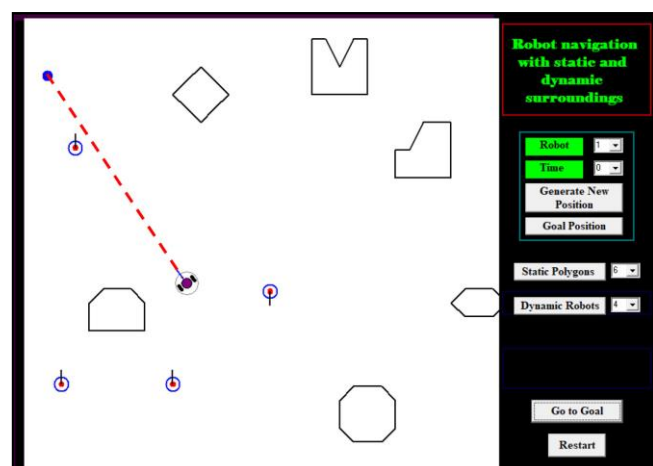 Robot navigation
with static and
dynamic
surroundings
Robot 1
Time 0
Generate New
Position
Goal Position
Static Polygons 6
Dynamic Robots 4
Go to Goal
Restart